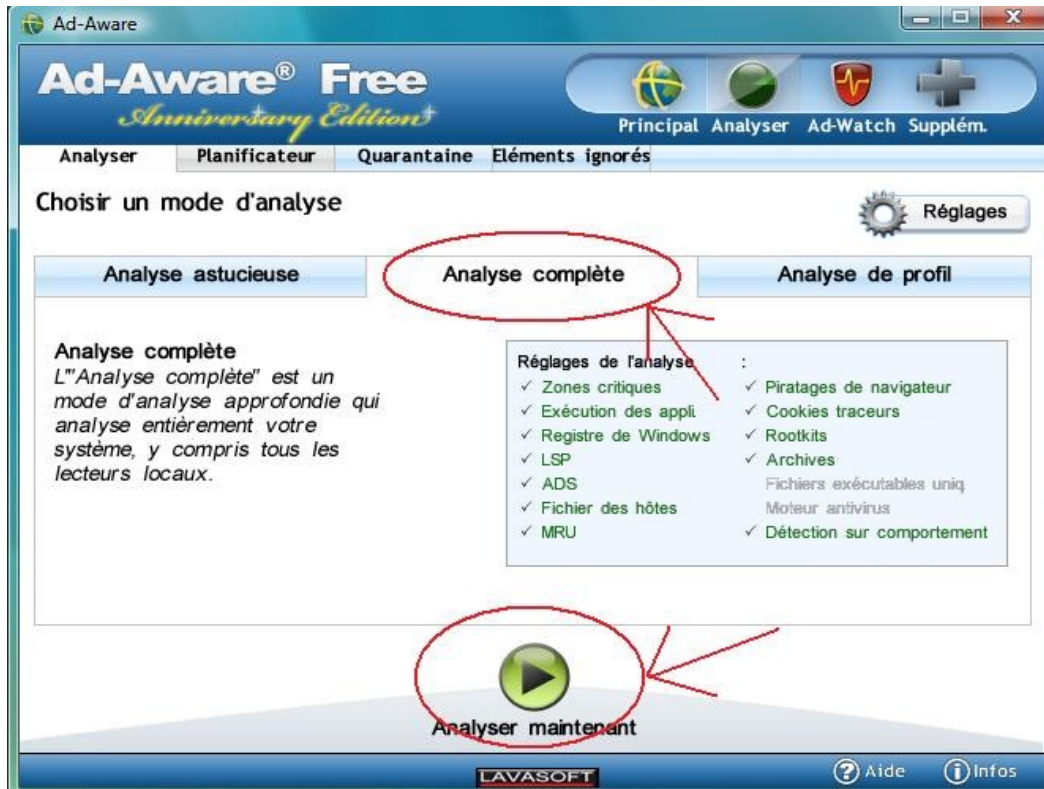 Ad-Aware
Ad-Aware® Free
Anniversary Edition
Principal Analyser Ad-Watch Supplém.
Analyser Planificateur Quarantaine Eléments ignorés
Choisir un mode d'analyse
Réglages
Analyse astucieuse Analyse complète Analyse de profil
Analyse complète
L'"Analyse complète" est un
mode d'analyse approfondie qui
analyse entièrement votre
système, y compris tous les
lecteurs locaux.
Réglages de l'analyse :
✓ Zones critiques
✓ Exécution des appli
✓ Registre de Windows
✓ LSP
✓ ADS
✓ Fichier des hôtes
✓ MRU
✓ Piratages de navigateur
✓ Cookies traceurs
✓ Rootkits
✓ Archives
Fichiers exécutables uniq
Moteur antivirus
✓ Détection sur comportement
Analyser maintenant
LAVASOFT
? Aide i Infos